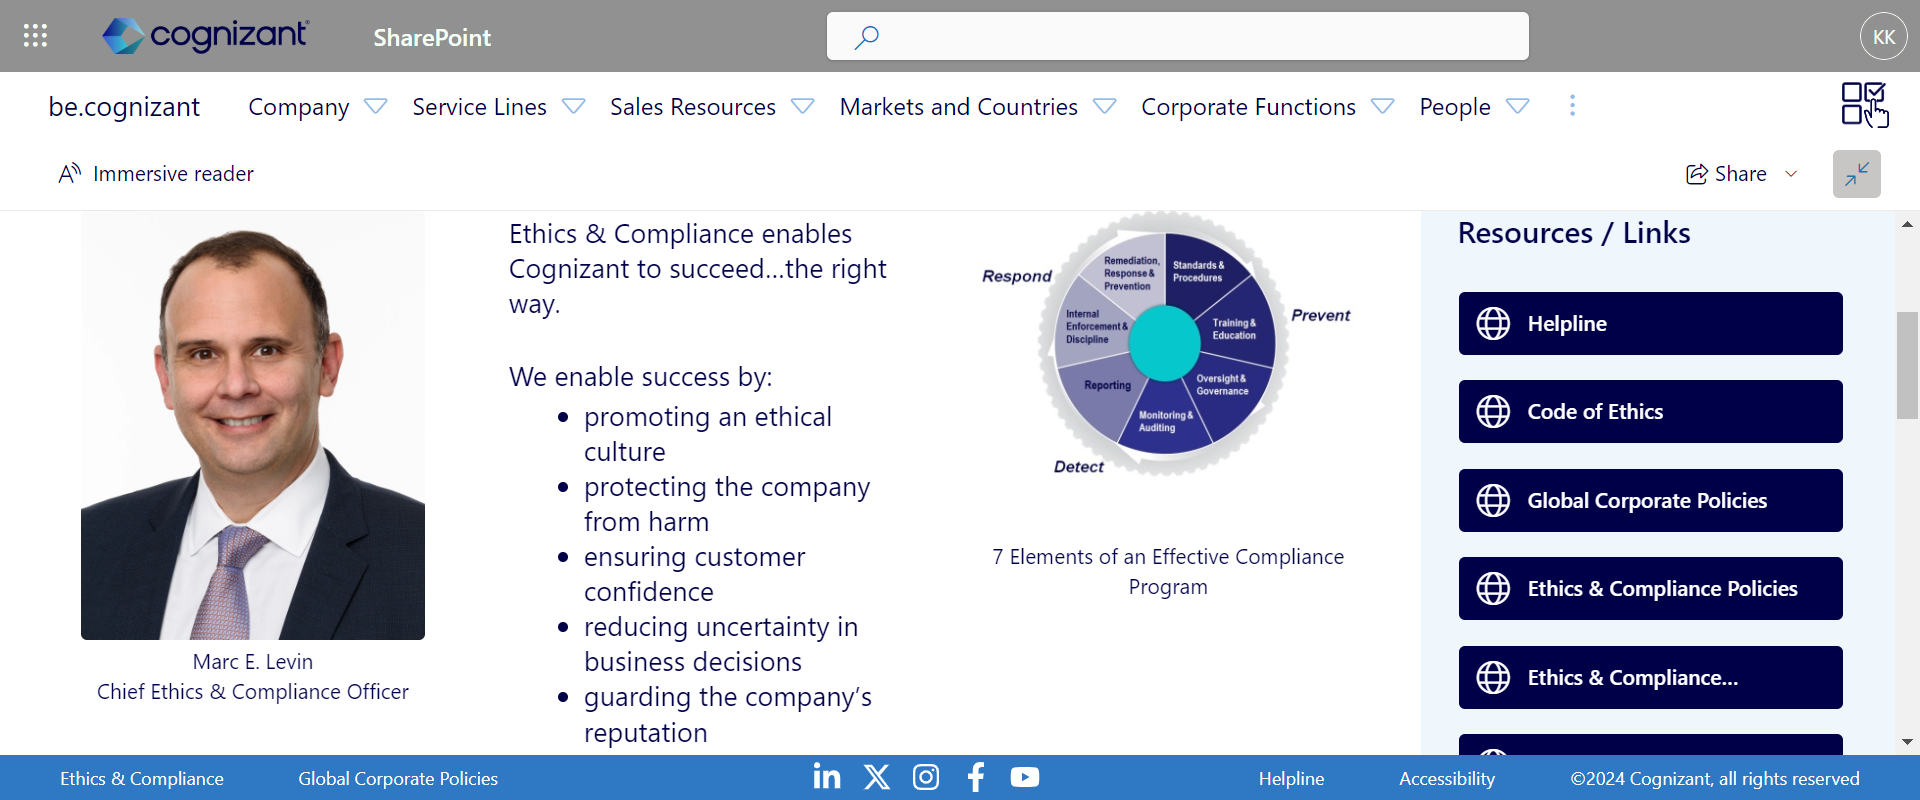 cognizant
SharePoint
KK
be.cognizant
Company
Service Lines
Sales Resources
Markets and Countries
Corporate Functions
People
Immersive reader
Share
Marc E. Levin
Chief Ethics & Compliance Officer
Ethics & Compliance enables
Cognizant to succeed...the right
way.
We enable success by:
• promoting an ethical
culture
• protecting the company
from harm
• ensuring customer
confidence
• reducing uncertainty in
business decisions
• guarding the company's
reputation
Respond
Prevent
Detect
Remediation,
Response &
Prevention
Standards &
Procedures
Internal
Enforcement &
Discipline
Training &
Education
Reporting
Oversight &
Governance
Monitoring &
Auditing
7 Elements of an Effective Compliance
Program
Resources / Links
Helpline
Code of Ethics
Global Corporate Policies
Ethics & Compliance Policies
Ethics & Compliance...
Ethics & Compliance
Global Corporate Policies
Helpline
Accessibility
©2024 Cognizant, all rights reserved